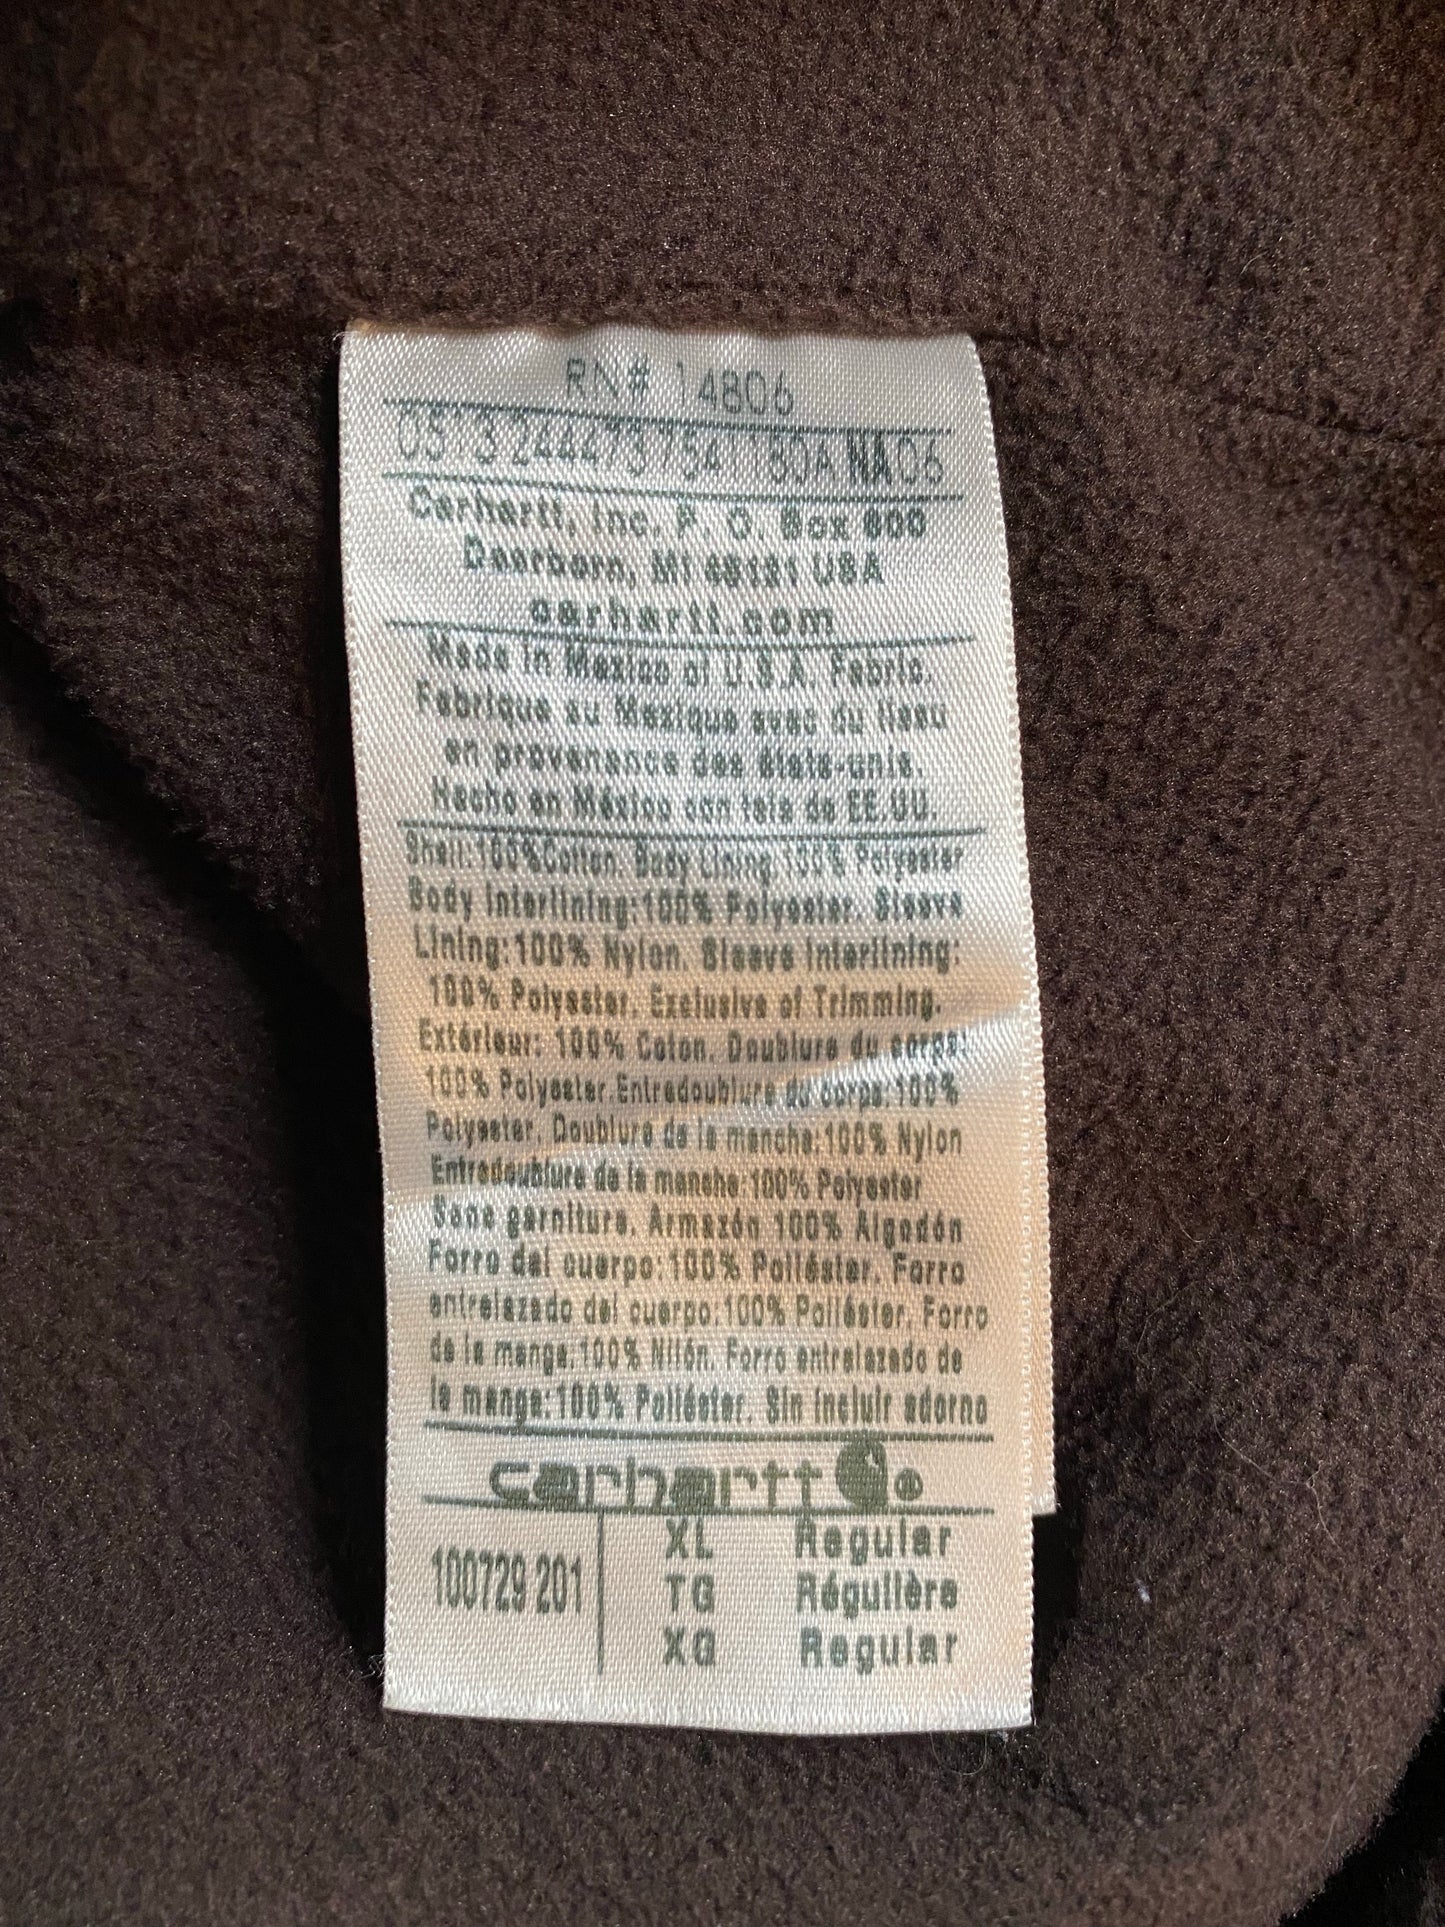 RN# 14806
NA06
Carhartt, Inc. P. O. Box 600
Dearborn, MI 48121 USA
carhartt.com
Made in Mexico of U.S.A. Fabric.
Fabrique au Mexique avec du tissu
en provenance des états-unis.
Hecho en México con tela de EE.UU.
Shell:100%Cotton. Body Lining:100% Polyester
Body Interlining:100% Polyester. Sleeve
Lining:100% Nylon. Sleeve Interlining:
100% Polyester. Exclusive of Trimming.
Extérieur: 100% Coton. Doublure du corps:
100% Polyester.Entredoublure du corps:100%
Polyester. Doublure de la manche:100% Nylon
Entredoublure de la manche:100% Polyester
Sans garniture. Armazón 100% Algodón
Forro del cuerpo:100% Poliéster. Forro
entrelazado del cuerpo:100% Poliéster. Forro
de la manga:100% Nilón. Forro entrelazado de
la manga:100% Poliéster. Sin incluir adorno
carhartt ®
100729 201
XL Regular
TG Régulière
XG Regular